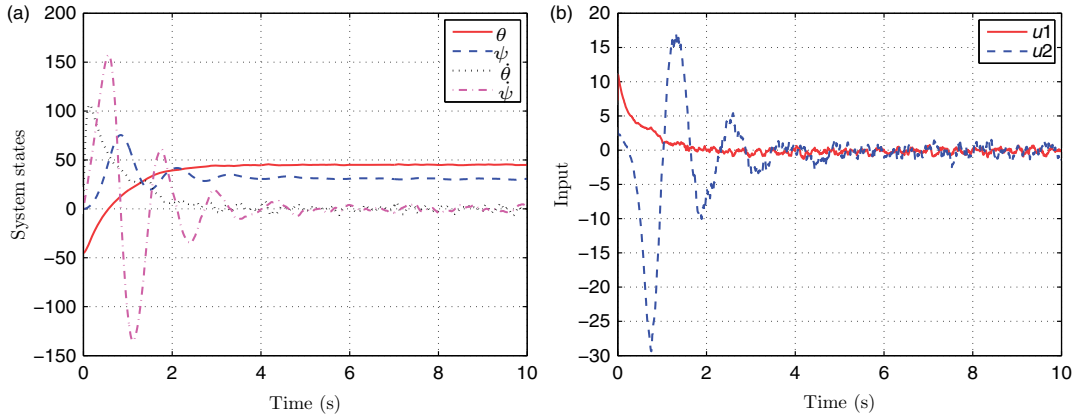 (a)
200
150
100
50
0
−50
−100
−150
0 2 4 6 8 10
System states
Time (s)
θ
ψ
θ̇
ψ̇
(b)
20
15
10
5
0
−5
−10
−15
−20
−25
−30
0 2 4 6 8 10
Input
Time (s)
u1
u2